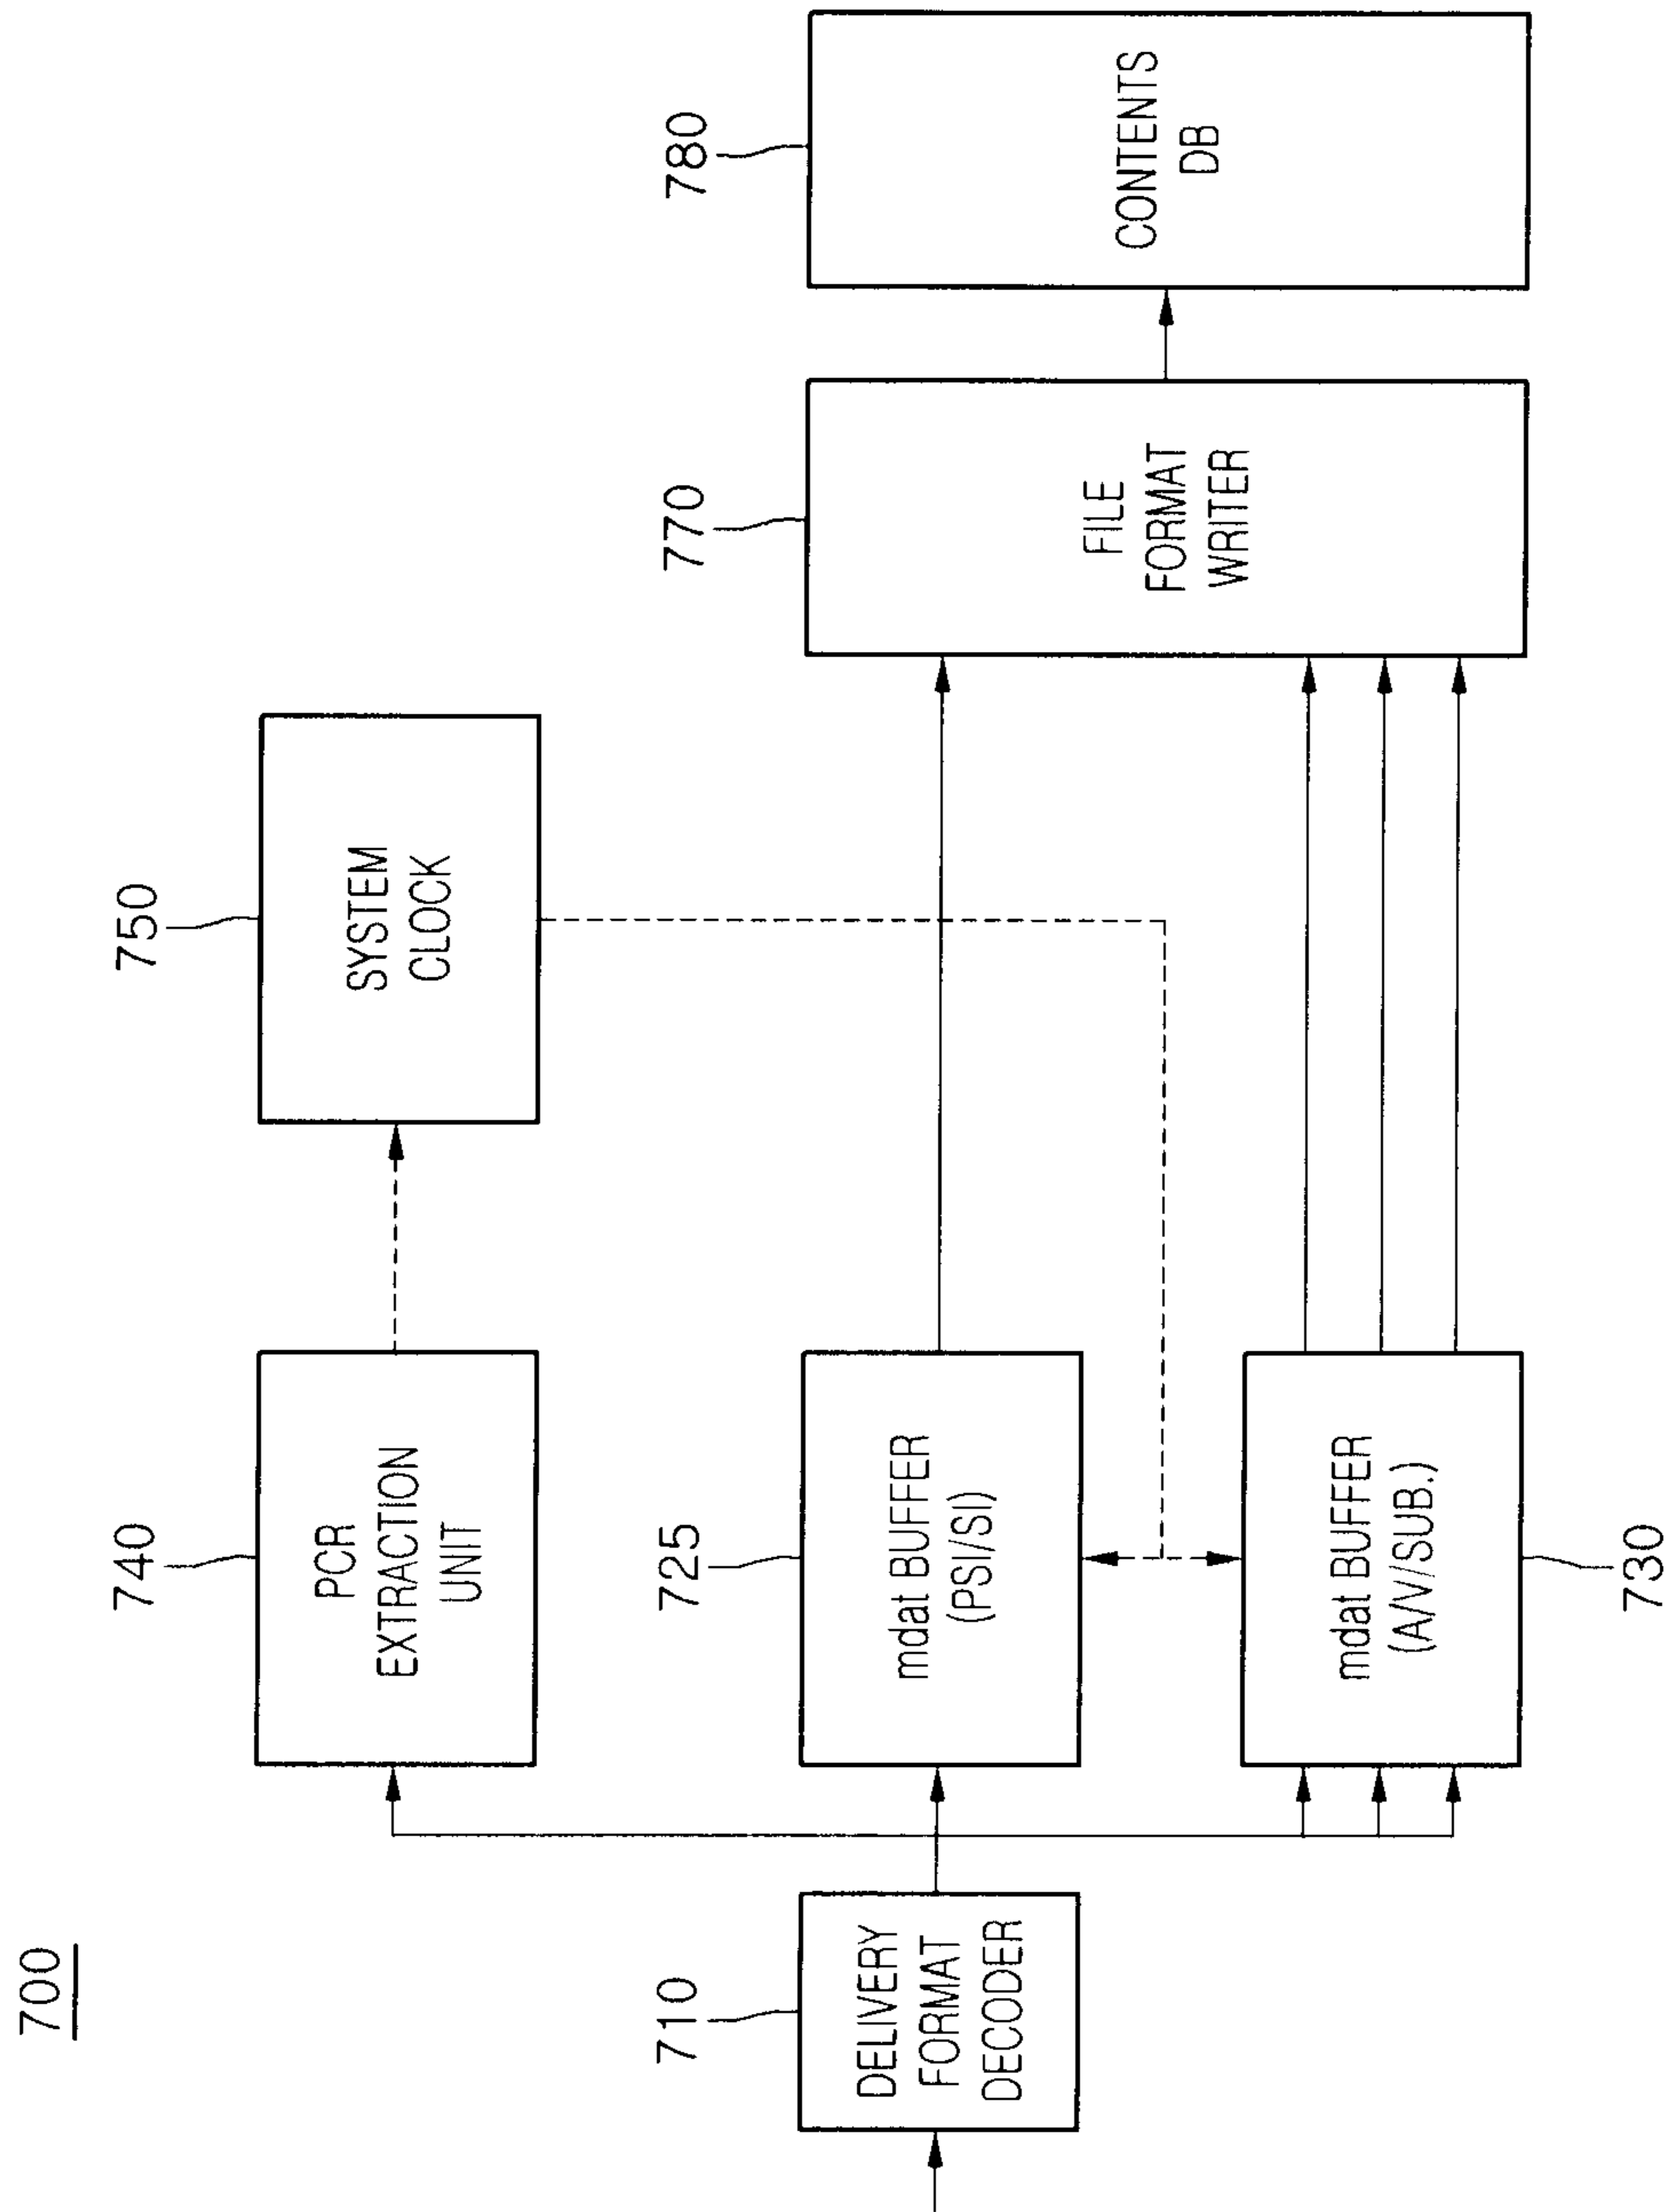 700
740
PCR
EXTRACTION
UNIT
750
SYSTEM
CLOCK
710
DELIVERY
FORMAT
DECODER
725
mdat BUFFER
(PSI/SI)
770
FILE
FORMAT
WRITER
780
CONTENTS
DB
mdat BUFFER
(A/V/SUB.)
730